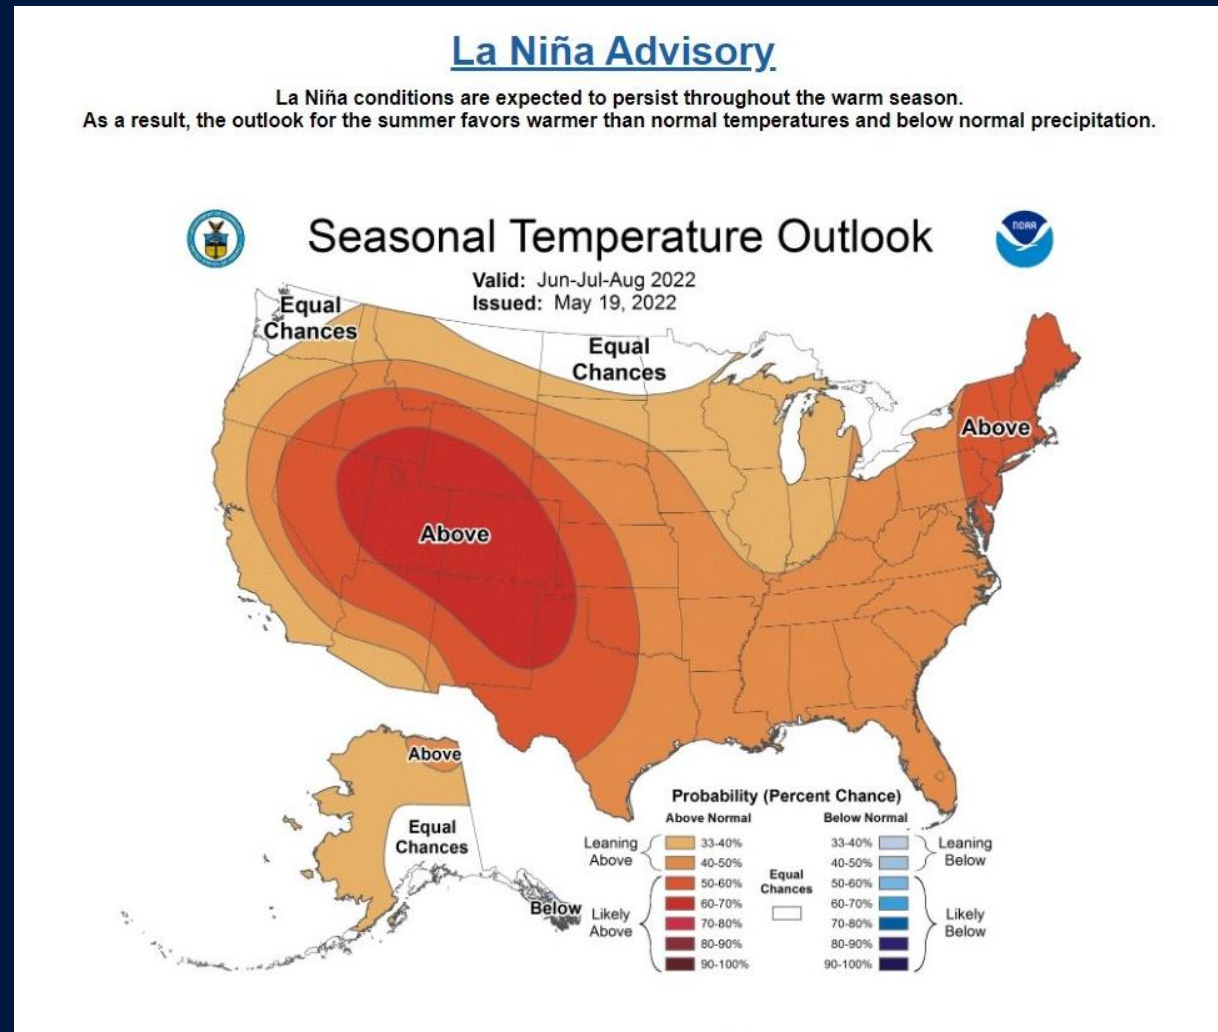 La Niña Advisory
La Niña conditions are expected to persist throughout the warm season.
As a result, the outlook for the summer favors warmer than normal temperatures and below normal precipitation.
Seasonal Temperature Outlook
NOAA
Valid: Jun-Jul-Aug 2022
Issued: May 19, 2022
Equal
Chances
Equal
Chances
Above
Above
Above
Equal
Chances
Below
Probability (Percent Chance)
Above Normal
Below Normal
Leaning
Above
33-40%
40-50%
Likely
Above
50-60%
60-70%
70-80%
80-90%
90-100%
Equal
Chances
33-40%
40-50%
Leaning
Below
50-60%
60-70%
70-80%
80-90%
90-100%
Likely
Below